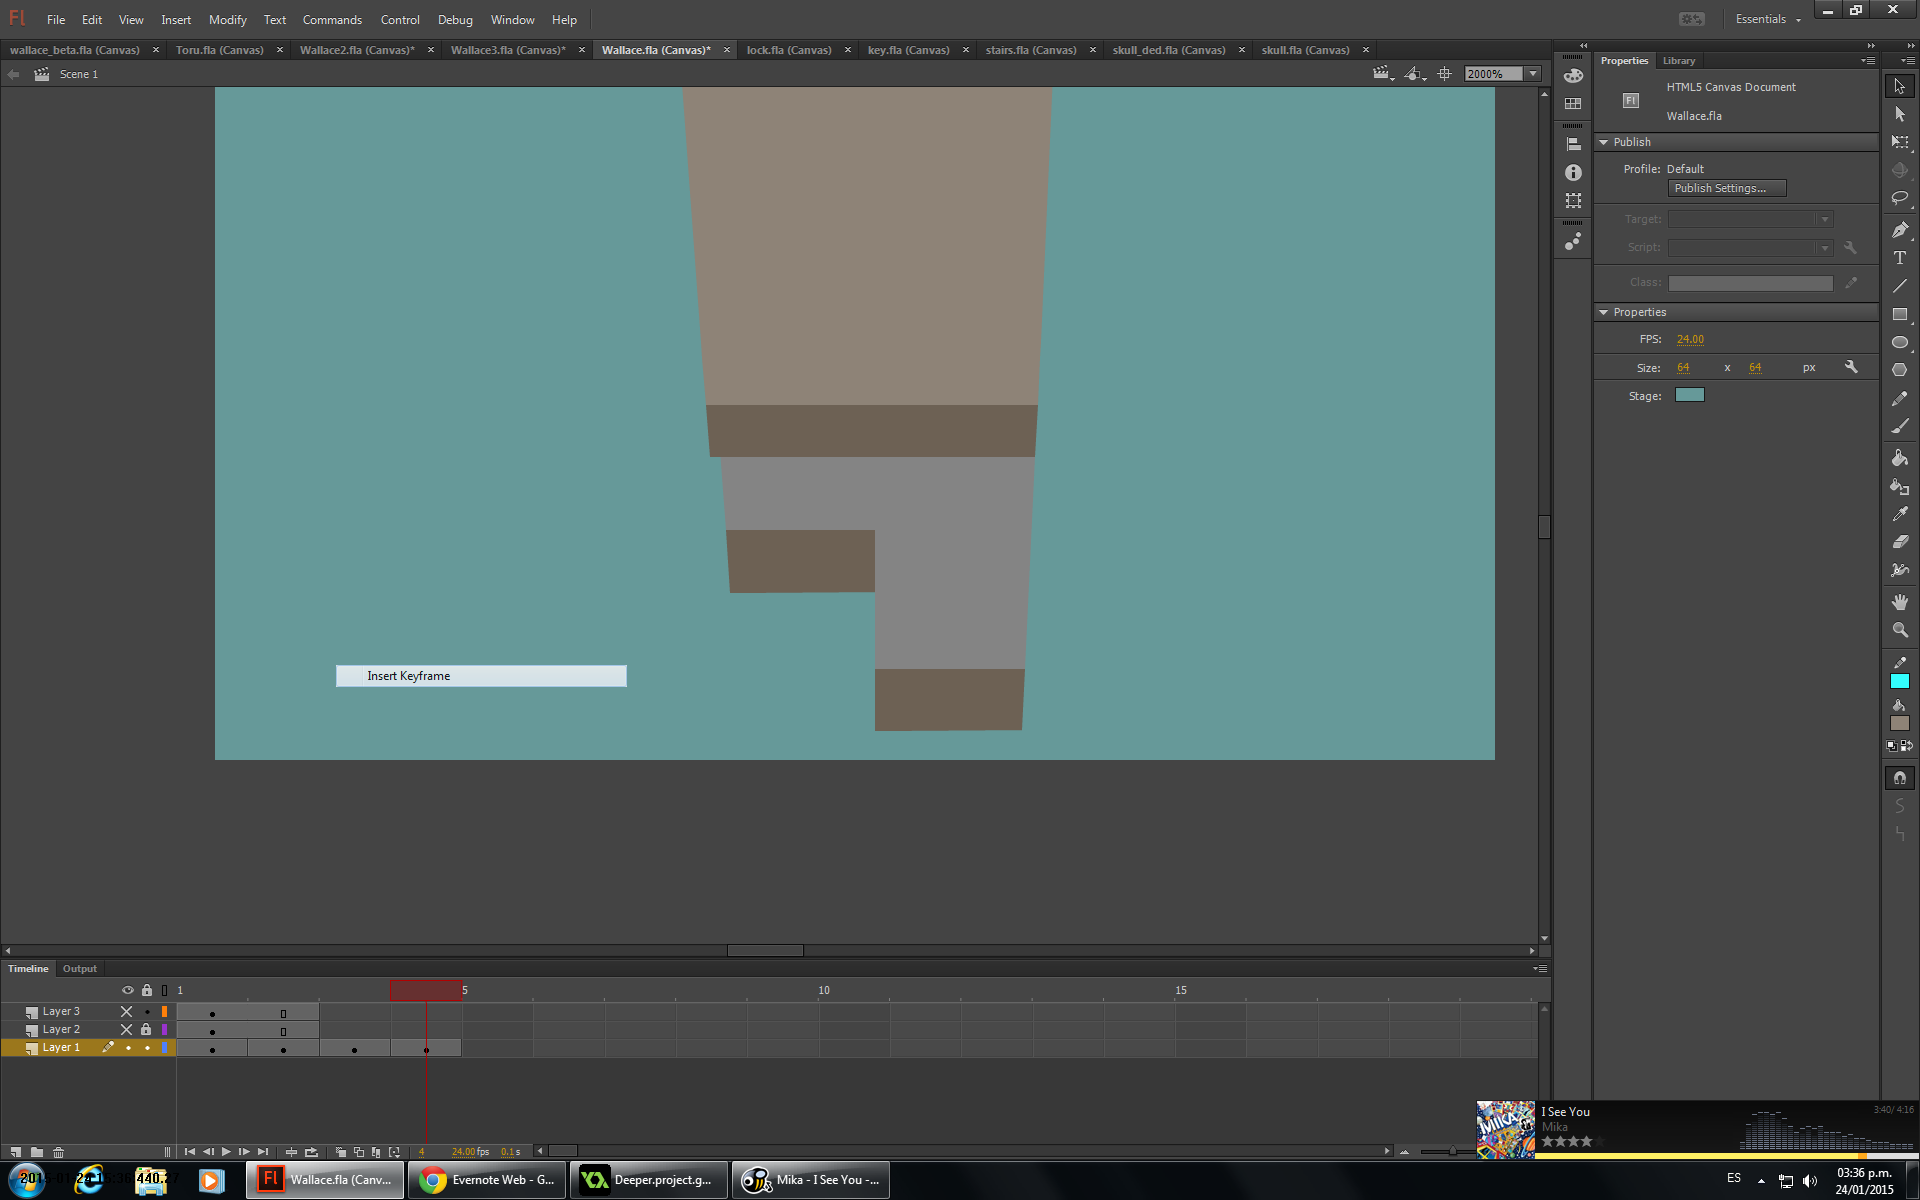 Fl File Edit View Insert Modify Text Commands Control Debug Window Help Essentials
wallace_beta.fla (Canvas) × Toru.fla (Canvas) × Wallace2.fla (Canvas)* × Wallace3.fla (Canvas)* × Wallace.fla (Canvas)* × lock.fla (Canvas) × key.fla (Canvas) × stairs.fla (Canvas) × skull_ded.fla (Canvas) × skull.fla (Canvas) ×
Scene 1 2000%
Properties Library
HTML5 Canvas Document
Fl
Wallace.fla
Publish
Profile: Default
Publish Settings...
Target:
Script:
Class:
Properties
FPS: 24.00
Size: 64 x 64 px
Stage:
Insert Keyframe
Timeline Output
1 5 10 15
Layer 3
Layer 2
Layer 1
4 24.00 fps 0.1 s
I See You 3:40/ 4:16
Mika
MIKA
Wallace.fla (Canv... Evernote Web - G... Deeper.project.g... Mika - I See You -...
ES 03:36 p.m.
24/01/2015